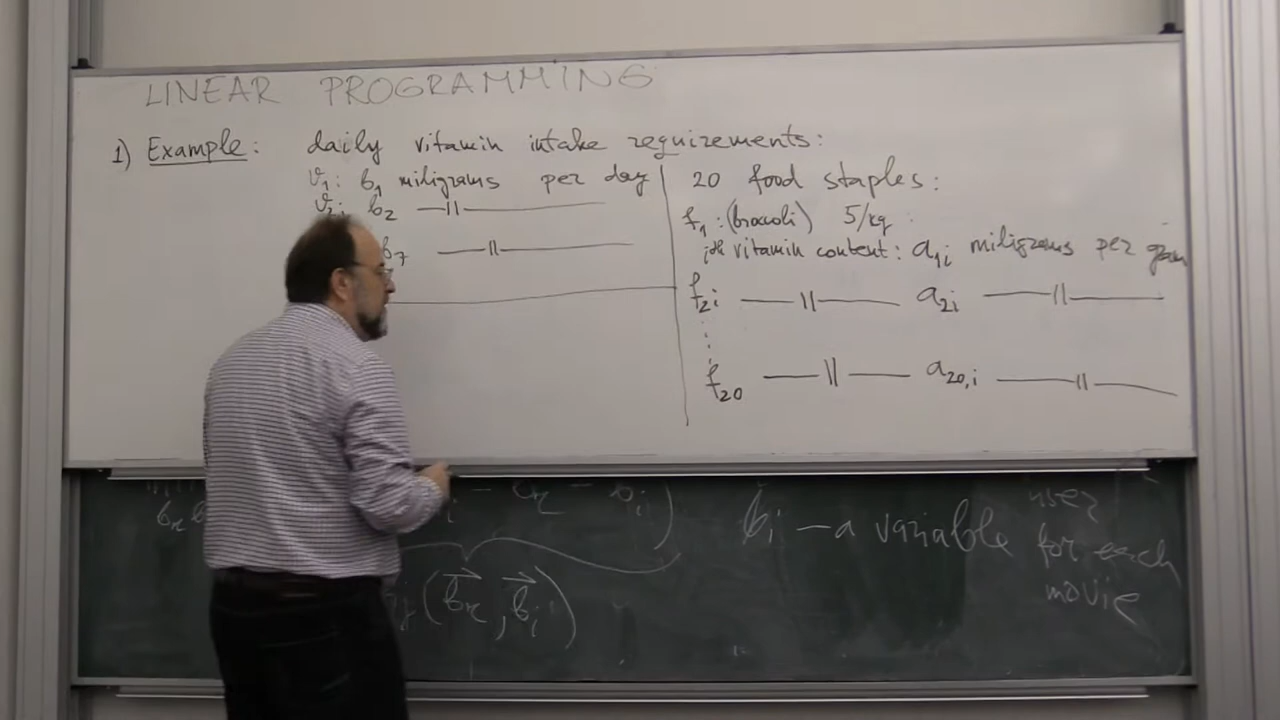 LINEAR PROGRAMMING
1) Example: daily vitamin intake requirements:
v₁: b₁ miligrams per day
v₂: b₂ —||—
b₇ —||—
20 food staples:
f₁: (broccoli) 5/kg
ith vitamin content: a₁ᵢ miligrams per gram
f₂ᵢ —||— a₂ᵢ —||—
⋮
f₂₀ —||— a₂₀,ᵢ —||—
bᵢ — a variable
for each
movie